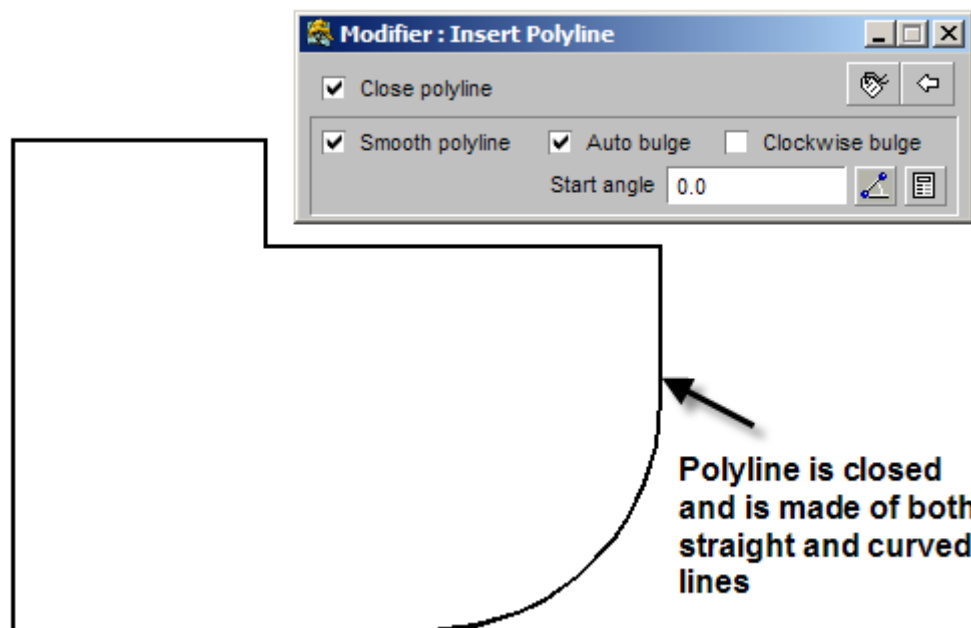 Modifier : Insert Polyline
Close polyline
Smooth polyline Auto bulge Clockwise bulge
Start angle 0.0
Polyline is closed
and is made of both
straight and curved
lines